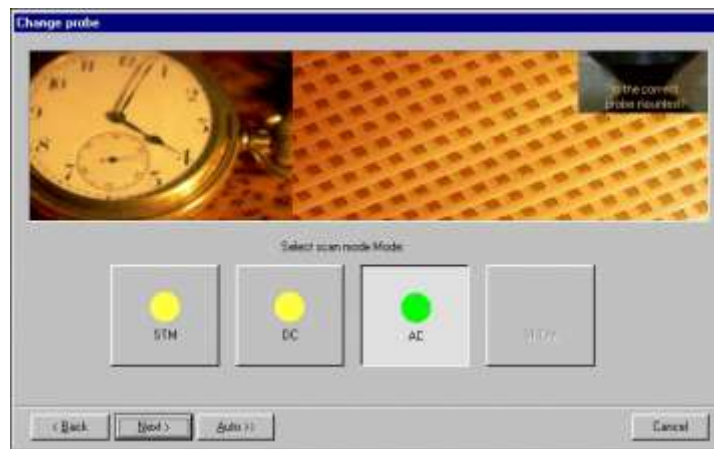 Change probe
Is the correct
probe mounted?
Select scan mode Mode:
STM
DC
AC
< Back
Next >
Auto >>
Cancel